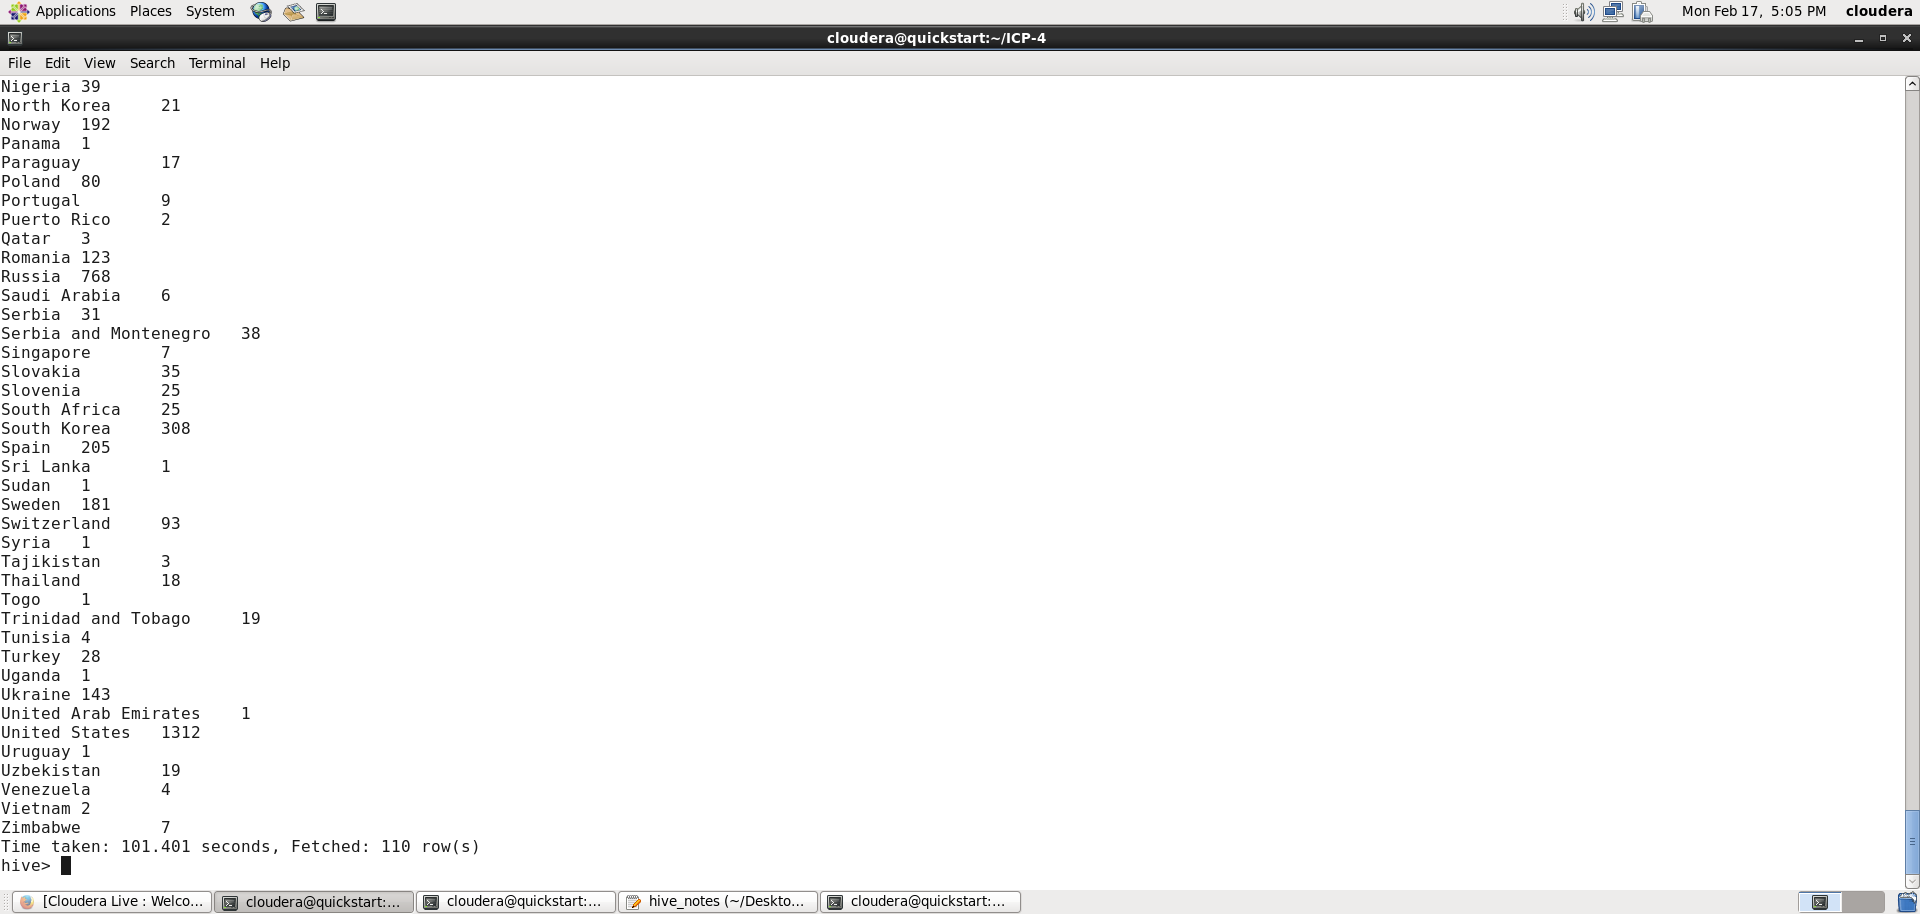 Applications Places System Mon Feb 17, 5:05 PM cloudera
cloudera@quickstart:~/ICP-4
File Edit View Search Terminal Help
Nigeria 39
North Korea 21
Norway 192
Panama 1
Paraguay 17
Poland 80
Portugal 9
Puerto Rico 2
Qatar 3
Romania 123
Russia 768
Saudi Arabia 6
Serbia 31
Serbia and Montenegro 38
Singapore 7
Slovakia 35
Slovenia 25
South Africa 25
South Korea 308
Spain 205
Sri Lanka 1
Sudan 1
Sweden 181
Switzerland 93
Syria 1
Tajikistan 3
Thailand 18
Togo 1
Trinidad and Tobago 19
Tunisia 4
Turkey 28
Uganda 1
Ukraine 143
United Arab Emirates 1
United States 1312
Uruguay 1
Uzbekistan 19
Venezuela 4
Vietnam 2
Zimbabwe 7
Time taken: 101.401 seconds, Fetched: 110 row(s)
hive>
[Cloudera Live : Welco... cloudera@quickstart:... cloudera@quickstart:... hive_notes (~/Deskto... cloudera@quickstart:...